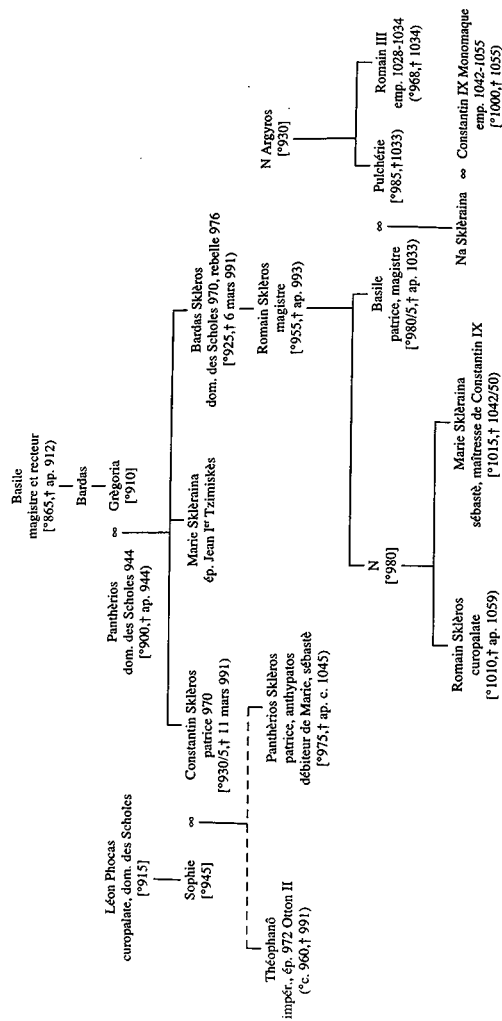 Basile
magistre et recteur
[°865,† ap. 912)
Bardas
Grègoria
[°910]
∞
Panthèrios
dom. des Scholes 944
[°900,† ap. 944)
Léon Phocas
curopalate, dom. des Scholes
[°915]
Sophie
[°945]
∞
Constantin Sklèros
patrice 970
[°930/5,† 11 mars 991)
Marie Sklèraina
ép. Jean Iᵉʳ Tzimiskès
Bardas Sklèros
dom. des Scholes 970, rebelle 976
[°925,† 6 mars 991)
Romain Sklèros
magistre
[°955,† ap. 993)
N Argyros
[°930]
Théophanô
impér., ép. 972 Otton II
(°c. 960,† 991)
Panthèrios Sklèros
patrice, anthypatos
débiteur de Marie, sébastè
[°975,† ap. c. 1045)
N
[°980]
Basile
patrice, magistre
[°980/5,† ap. 1033)
∞
Pulchérie
[°985,†1033)
Romain III
emp. 1028-1034
(°968,† 1034)
Romain Sklèros
curopalate
[°1010,† ap. 1059)
Marie Sklèraina
sébastè, maîtresse de Constantin IX
[°1015,† 1042/50)
Na Sklèraina
∞
Constantin IX Monomaque
emp. 1042-1055
[°1000,† 1055)